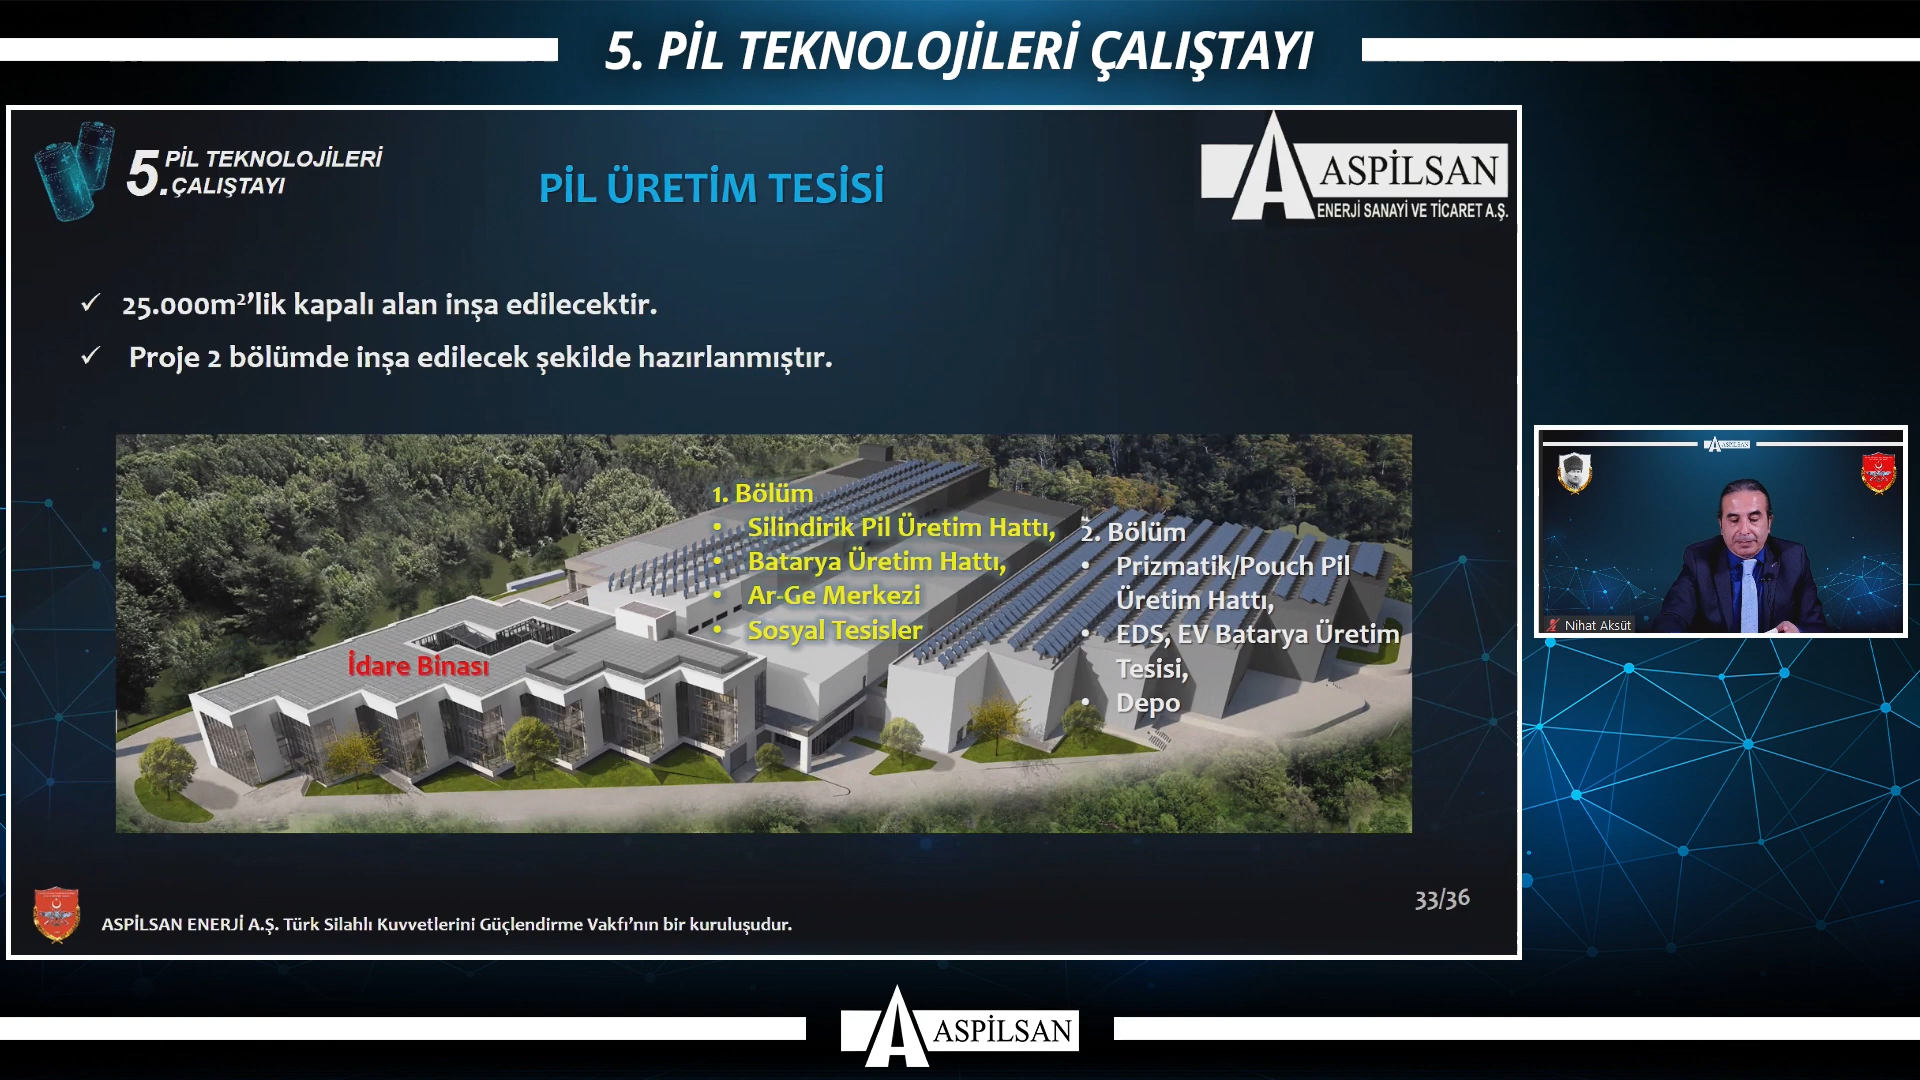 5. PİL TEKNOLOJİLERİ ÇALIŞTAYI
5. PİL TEKNOLOJİLERİ
ÇALIŞTAYI
PİL ÜRETİM TESİSİ
ASPİLSAN
ENERJİ SANAYİ VE TİCARET A.Ş.
✓ 25.000m²’lik kapalı alan inşa edilecektir.
✓ Proje 2 bölümde inşa edilecek şekilde hazırlanmıştır.
1. Bölüm
• Silindirik Pil Üretim Hattı,
• Batarya Üretim Hattı,
• Ar-Ge Merkezi
• Sosyal Tesisler
2. Bölüm
• Prizmatik/Pouch Pil
Üretim Hattı,
• EDS, EV Batarya Üretim
Tesisi,
• Depo
İdare Binası
ASPİLSAN
Nihat Aksüt
33/36
ASPİLSAN ENERJİ A.Ş. Türk Silahlı Kuvvetlerini Güçlendirme Vakfı’nın bir kuruluşudur.
ASPİLSAN